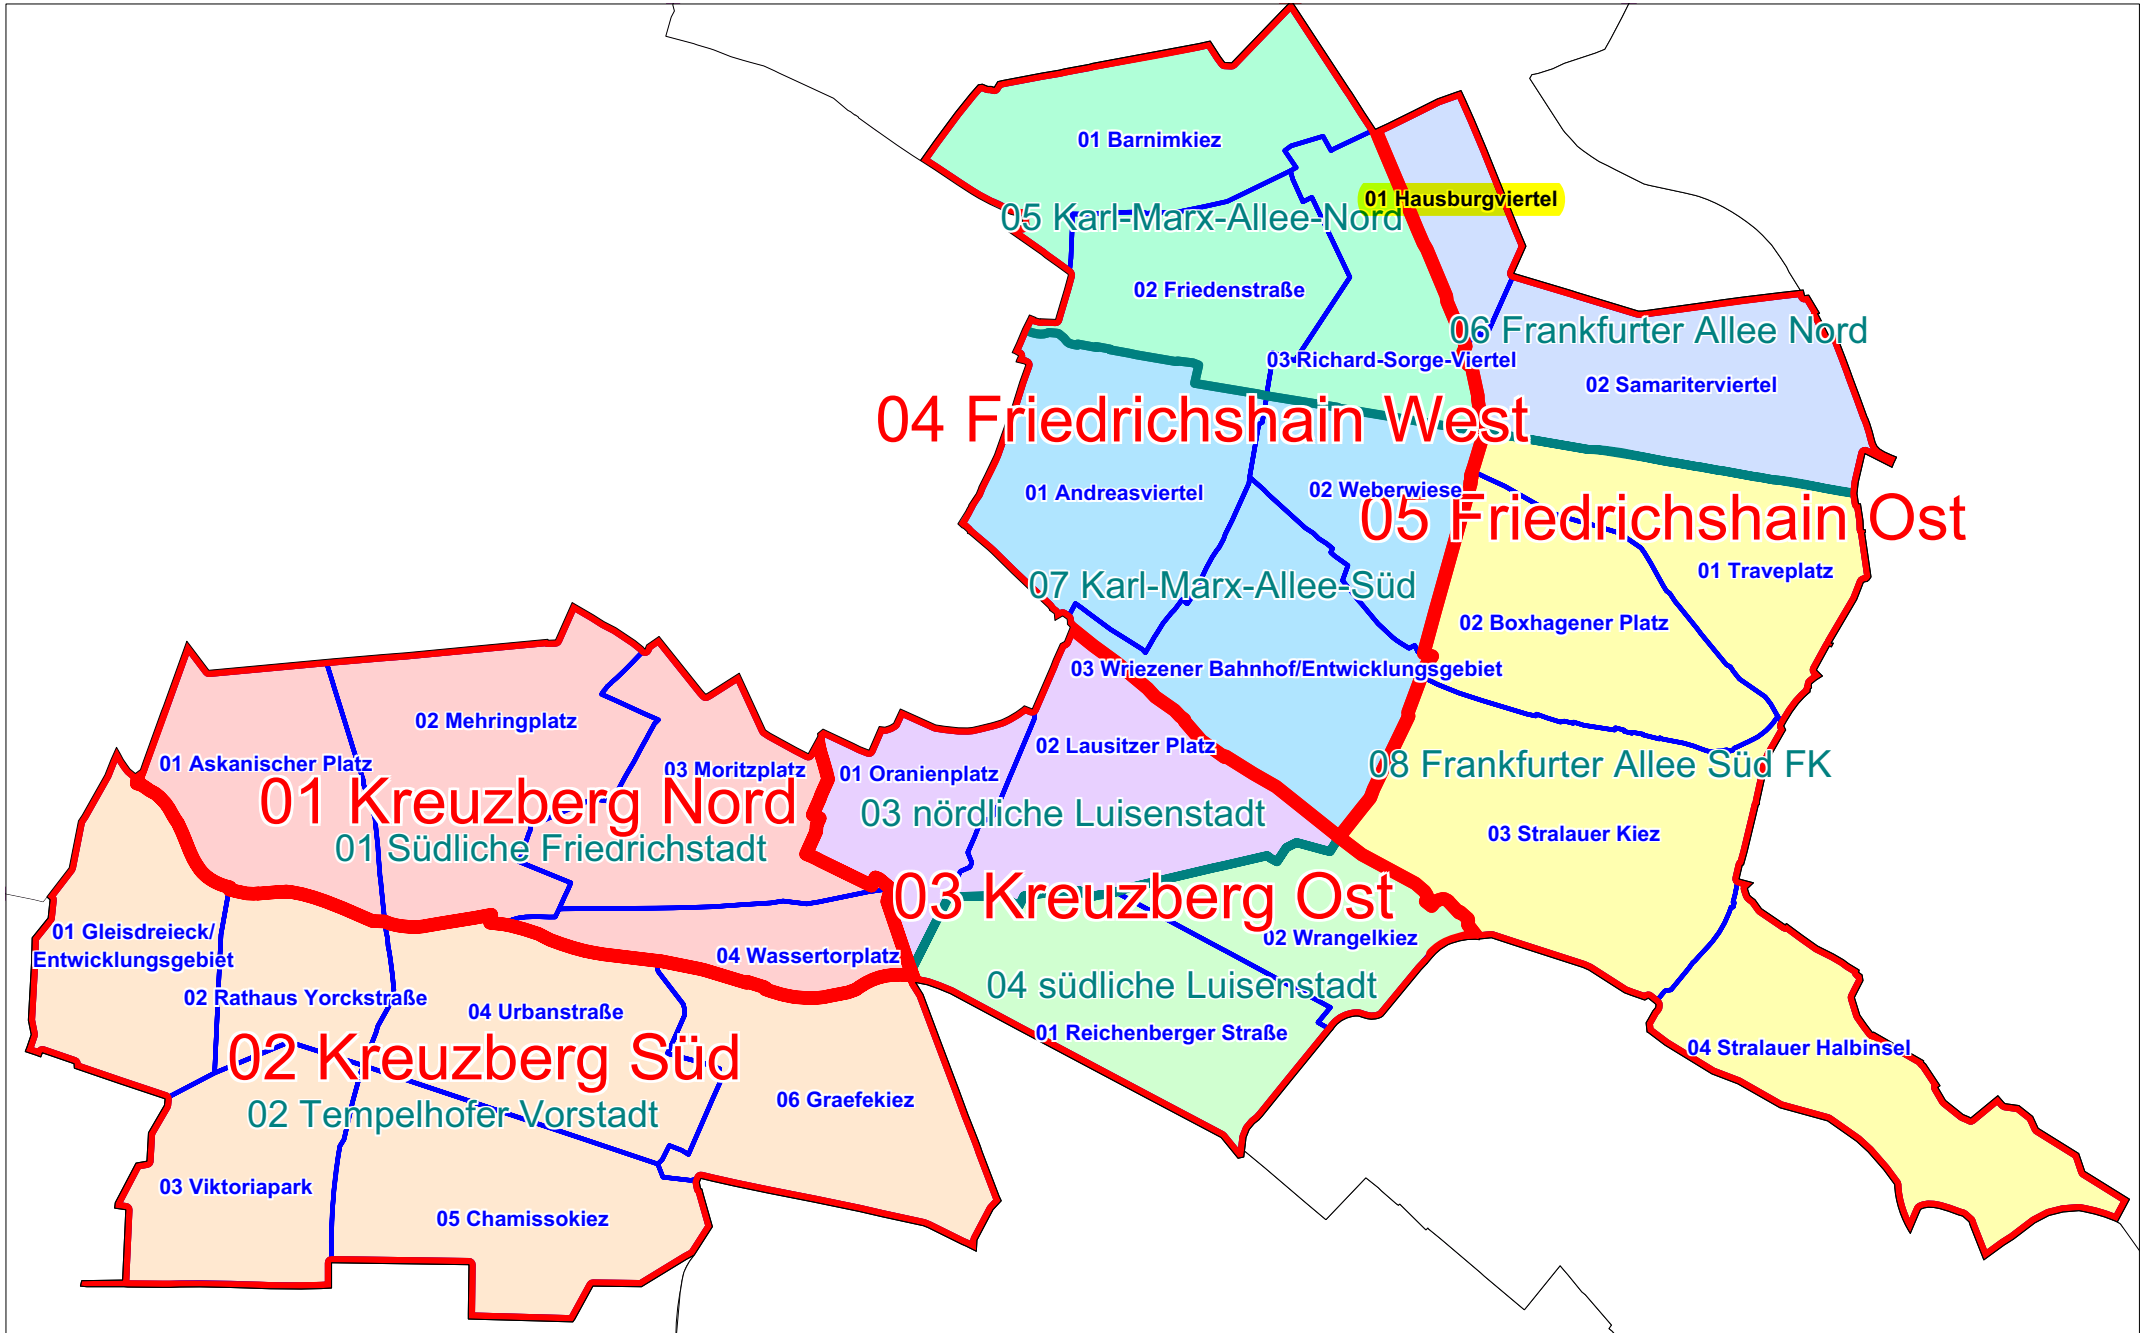 01 Barnimkiez
01 Hausburgviertel
05 Karl-Marx-Allee-Nord
02 Friedenstraße
06 Frankfurter Allee Nord
03 Richard-Sorge-Viertel
02 Samariterviertel
04 Friedrichshain West
01 Andreasviertel
02 Weberwiese
05 Friedrichshain Ost
01 Traveplatz
07 Karl-Marx-Allee-Süd
02 Boxhagener Platz
03 Wriezener Bahnhof/Entwicklungsgebiet
02 Mehringplatz
02 Lausitzer Platz
01 Askanischer Platz
03 Moritzplatz
01 Oranienplatz
08 Frankfurter Allee Süd FK
01 Kreuzberg Nord
03 nördliche Luisenstadt
03 Stralauer Kiez
01 Südliche Friedrichstadt
03 Kreuzberg Ost
01 Gleisdreieck/
Entwicklungsgebiet
02 Wrangelkiez
04 Wassertorplatz
04 südliche Luisenstadt
02 Rathaus Yorckstraße
04 Urbanstraße
01 Reichenberger Straße
04 Stralauer Halbinsel
02 Kreuzberg Süd
06 Graefekiez
02 Tempelhofer Vorstadt
03 Viktoriapark
05 Chamissokiez